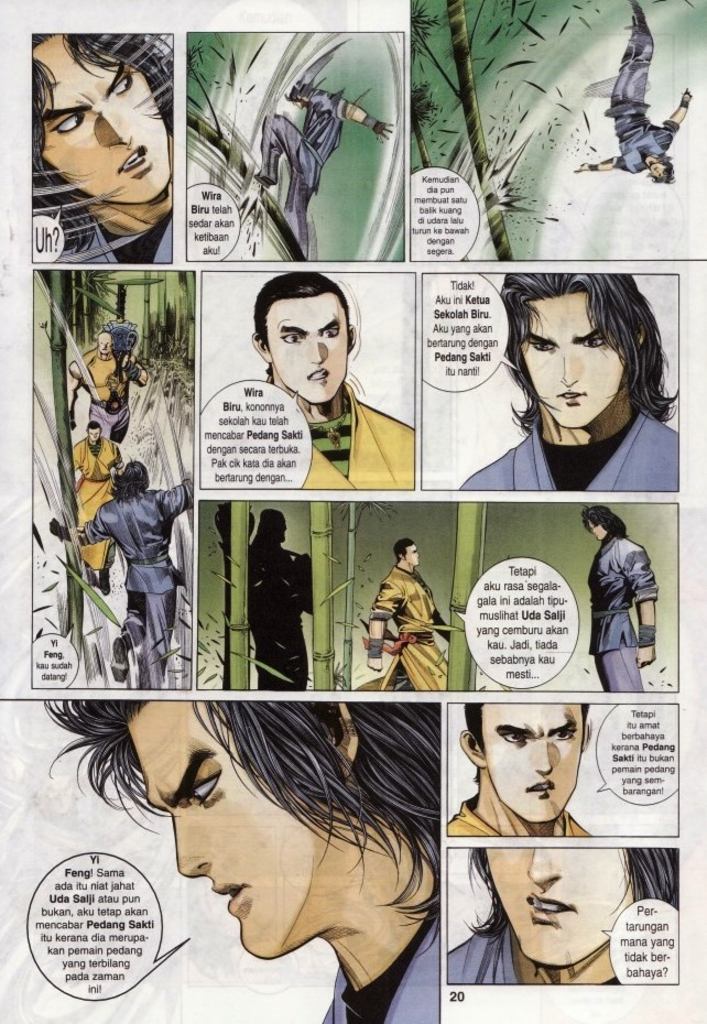 Uh?
Wira
Biru telah
sedar akan
ketibaan
aku!
Kemudian
dia pun
membuat satu
balik kuang
di udara lalu
turun ke bawah
dengan
segera.
Yi
Feng,
kau sudah
datang!
Wira
Biru, kononnya
sekolah kau telah
mencabar Pedang Sakti
dengan secara terbuka.
Pak cik kata dia akan
bertarung dengan...
Tidak!
Aku ini Ketua
Sekolah Biru.
Aku yang akan
bertarung dengan
Pedang Sakti
itu nanti!
Tetapi
aku rasa segala-
gala ini adalah tipu-
muslihat Uda Salji
yang cemburu akan
kau. Jadi, tiada
sebabnya kau
mesti...
Yi
Feng! Sama
ada itu niat jahat
Uda Salji atau pun
bukan, aku tetap akan
mencabar Pedang Sakti
itu kerana dia merupa-
kan pemain pedang
yang terbilang
pada zaman
ini!
Tetapi
itu amat
berbahaya
kerana Pedang
Sakti itu bukan
pemain pedang
yang sem-
barangan!
Per-
tarungan
mana yang
tidak ber-
bahaya?
20